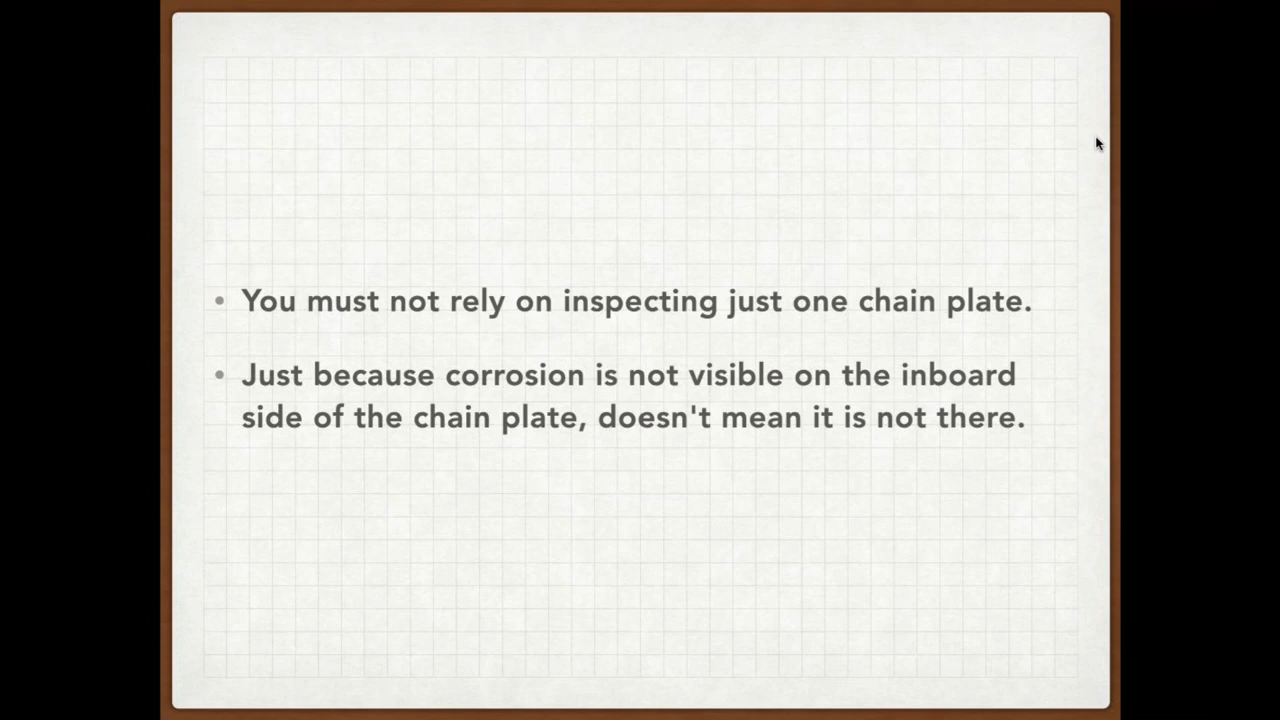 • You must not rely on inspecting just one chain plate.
• Just because corrosion is not visible on the inboard
side of the chain plate, doesn't mean it is not there.